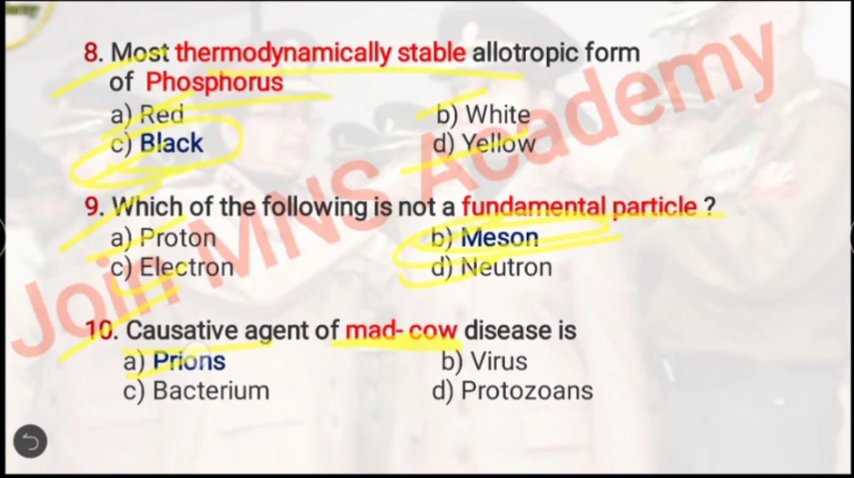 8. Most thermodynamically stable allotropic form
of Phosphorus
a) Red b) White
c) Black d) Yellow
9. Which of the following is not a fundamental particle ?
a) Proton b) Meson
c) Electron d) Neutron
10. Causative agent of mad- cow disease is
a) Prions b) Virus
c) Bacterium d) Protozoans
Join MNS Academy